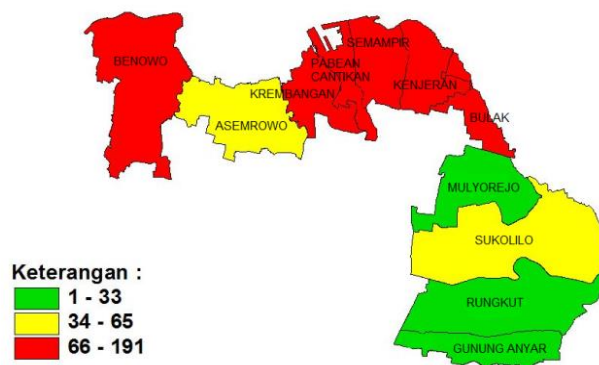 SEMAMPIR
BENOWO
PABEAN
CANTIKAN
KREMBANGAN
KENJERAN
ASEMROWO
BULAK
MULYOREJO
SUKOLILO
Keterangan :
1 - 33
34 - 65
66 - 191
RUNGKUT
GUNUNG ANYAR